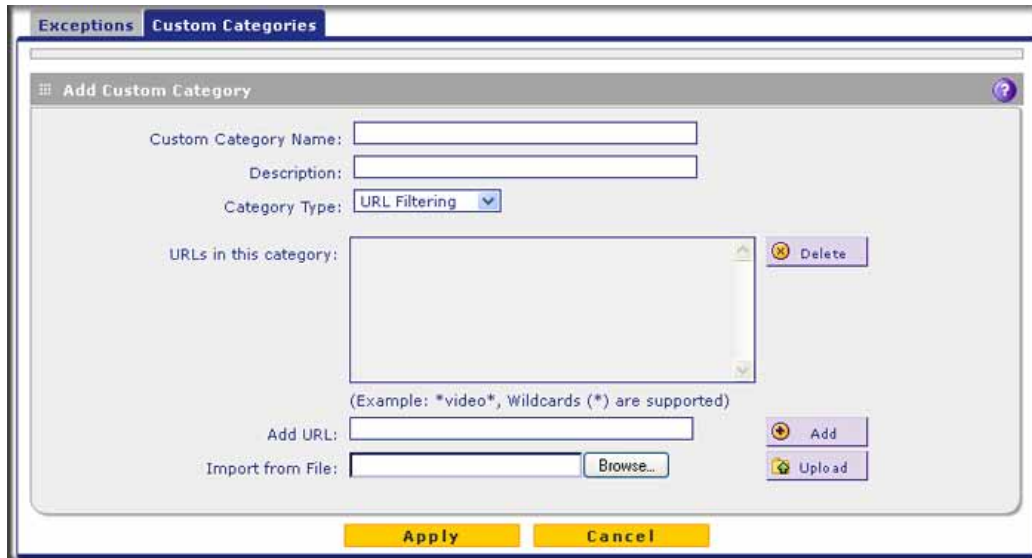 Exceptions Custom Categories
Add Custom Category ?
Custom Category Name:
Description:
Category Type: URL Filtering
URLs in this category: Delete
(Example: *video*, Wildcards (*) are supported)
Add URL: Add
Import from File: Browse... Upload
Apply Cancel